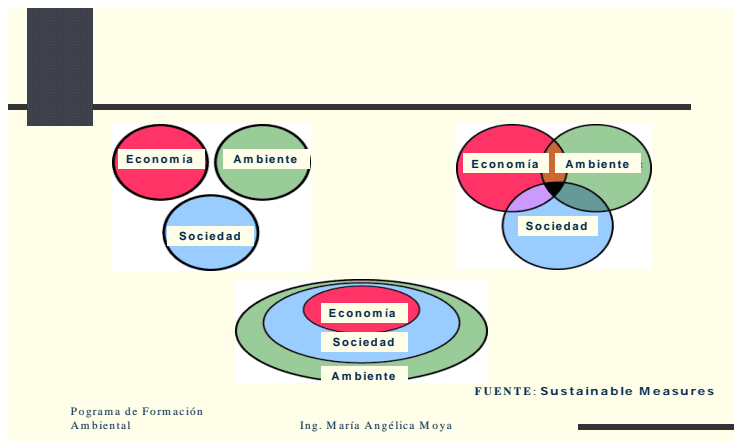 Economía
Ambiente
Sociedad
Economía
Ambiente
Sociedad
Economía
Sociedad
Ambiente
FUENTE: Sustainable Measures
Pograma de Formación
Ambiental
Ing. María Angélica Moya